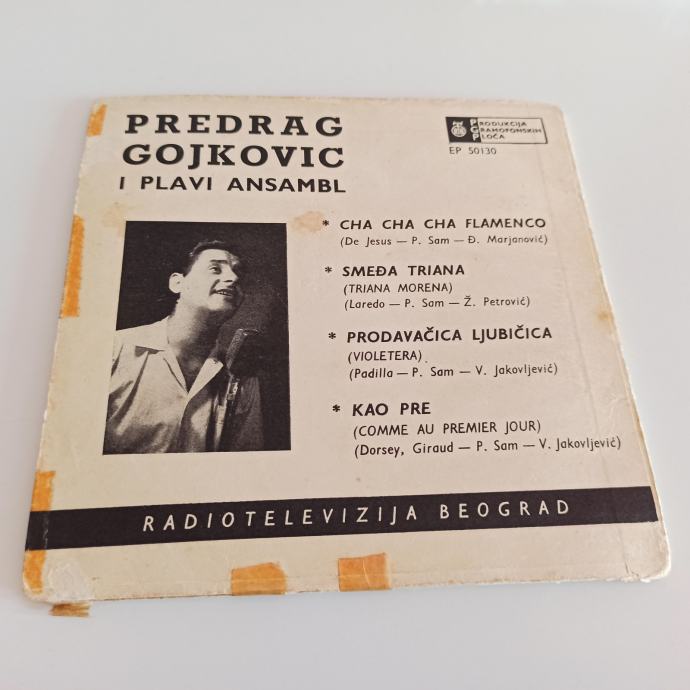 PREDRAG
GOJKOVIC
I PLAVI ANSAMBL
PRODUKCIJA
GRAMOFONSKIH
PLOČA
EP 50130
* CHA CHA CHA FLAMENCO
(De Jesus — P. Sam — Đ. Marjanović)
* SMEĐA TRIANA
(TRIANA MORENA)
(Laredo — P. Sam — Ž. Petrović)
* PRODAVAČICA LJUBIČICA
(VIOLETERA)
(Padilla — P. Sam — V. Jakovljević)
* KAO PRE
(COMME AU PREMIER JOUR)
(Dorsey, Giraud — P. Sam — V. Jakovljević)
RADIOTELEVIZIJA BEOGRAD